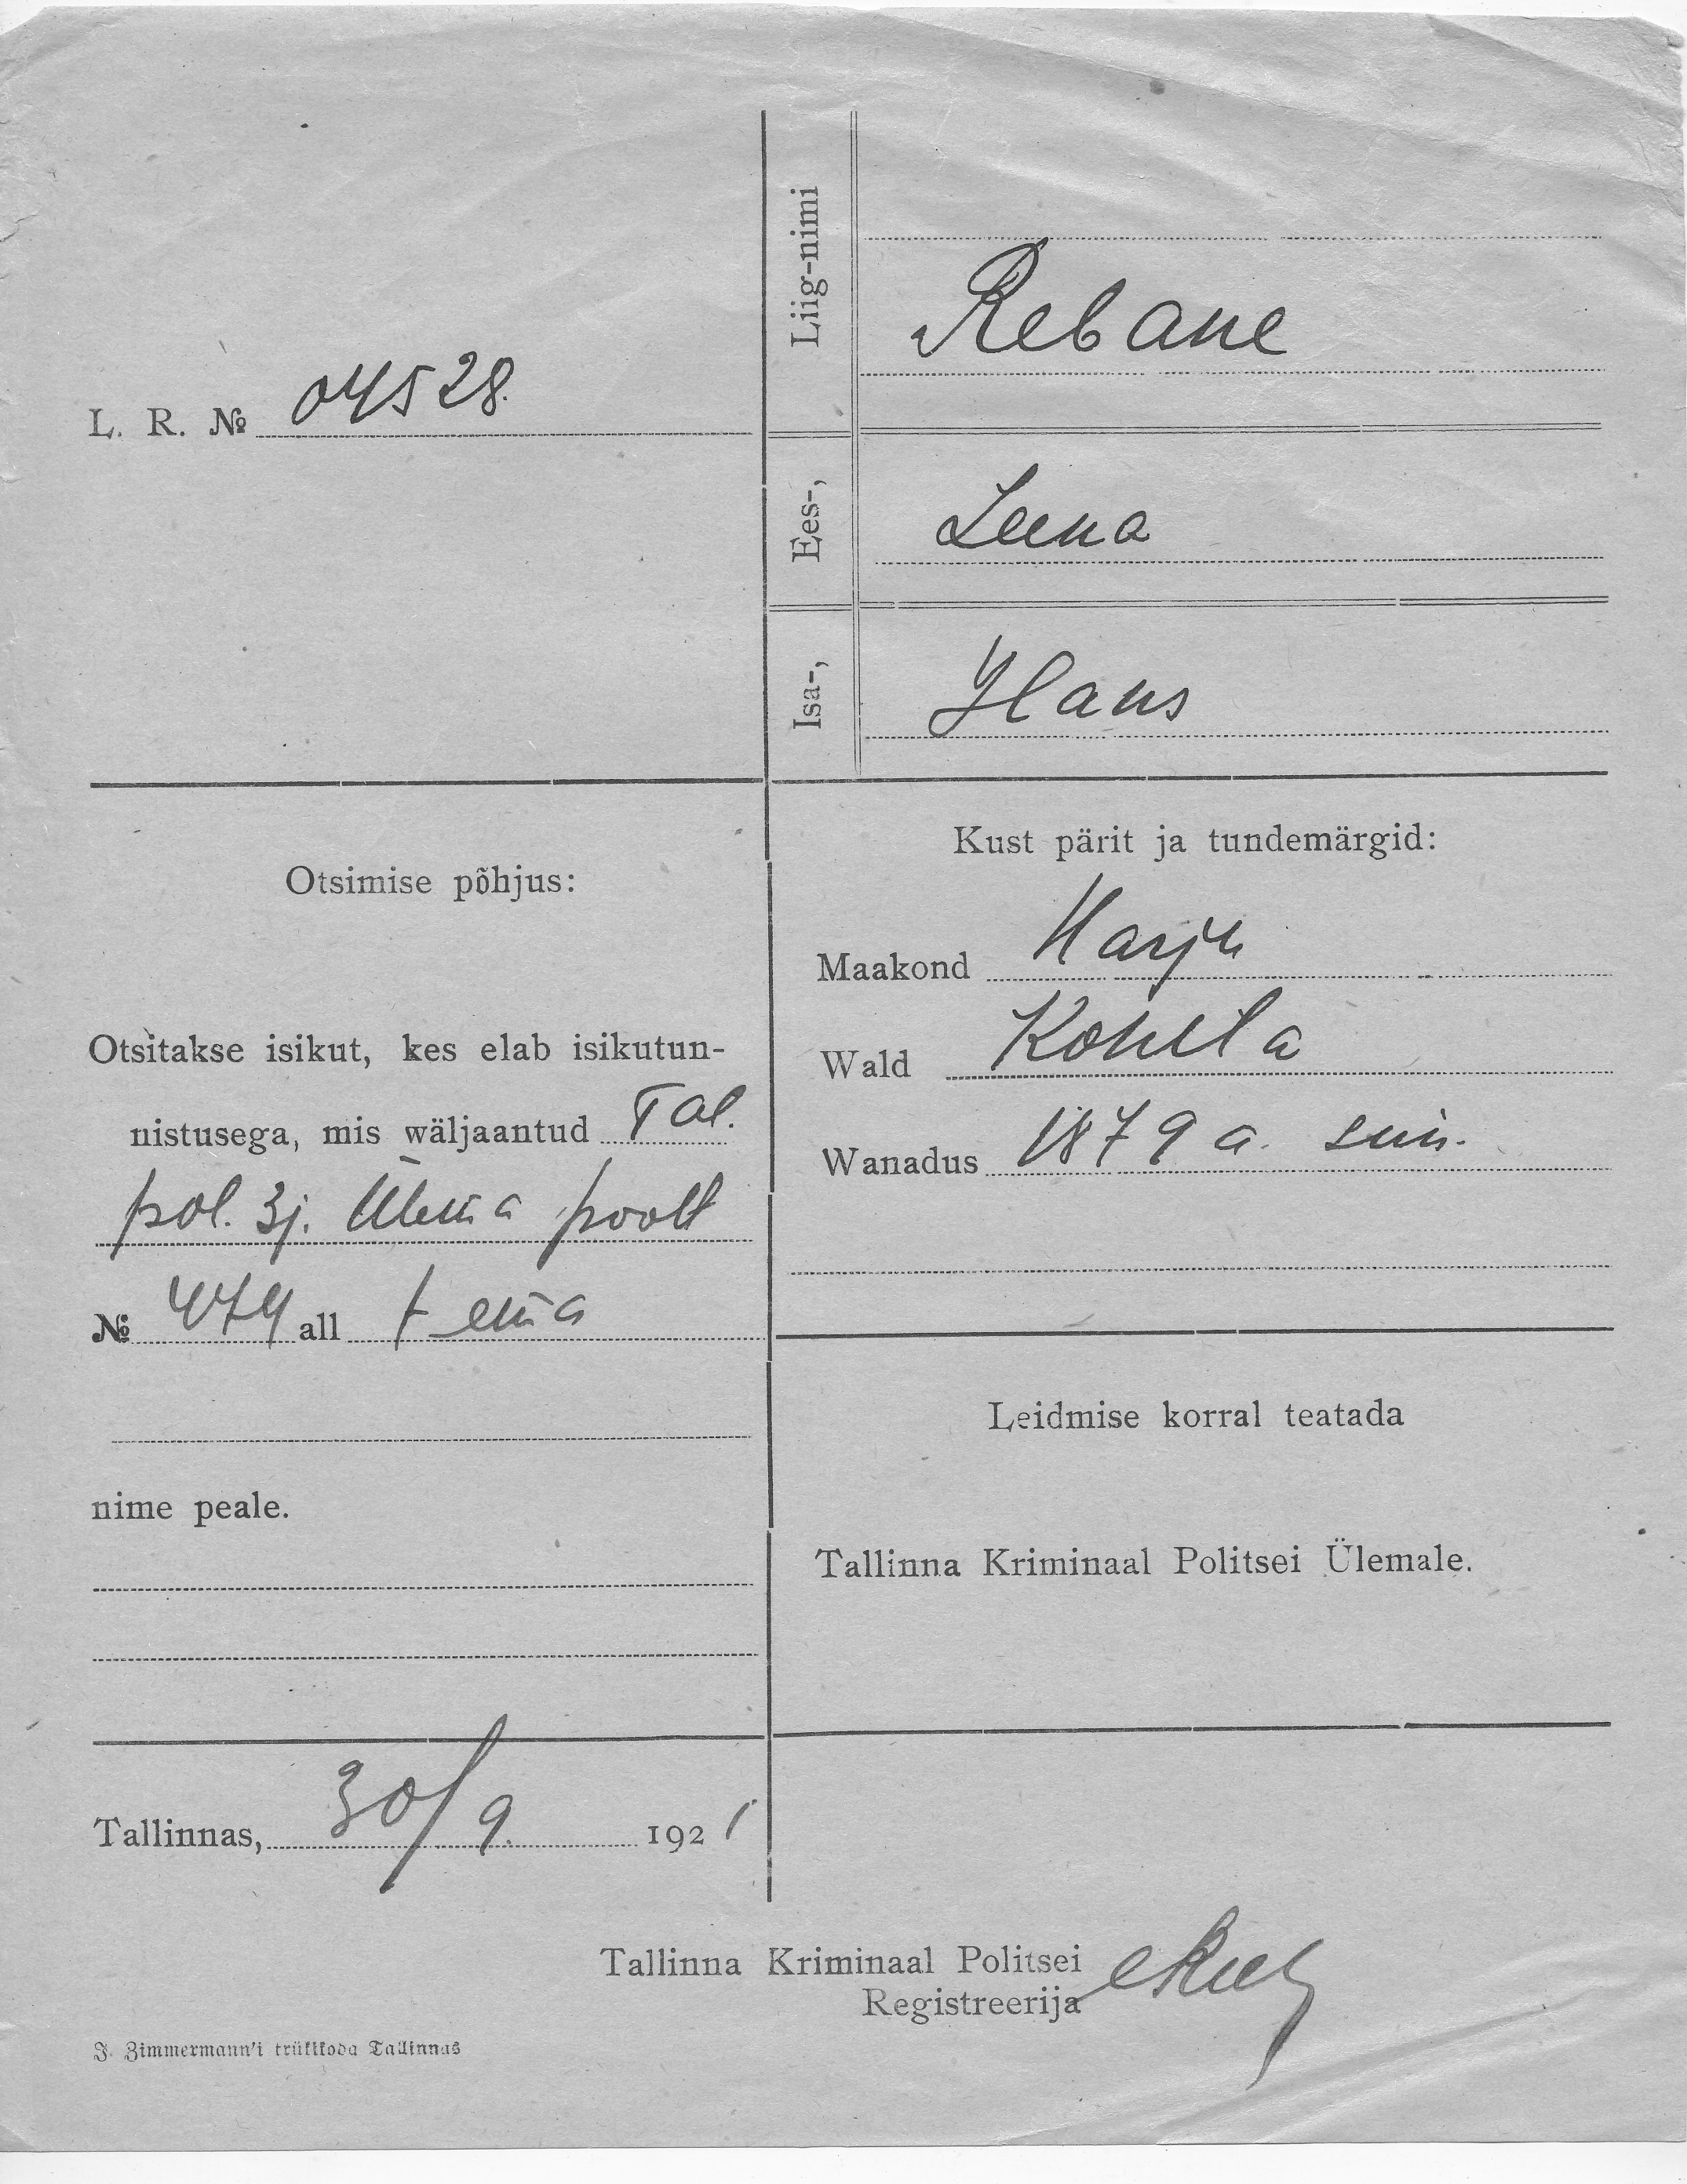 L. R. № 04528.
Liig-nimi Rebane
Ees-, Leena
Isa-, Hans
Otsimise põhjus:
Otsitakse isikut, kes elab isikutun-
nistusega, mis wäljaantud Tal.
pol. 3j. Ülema poolt
№ 474 all tema
nime peale.
Tallinnas, 30/9. 1921
Kust pärit ja tundemärgid:
Maakond Harju
Wald Kohila
Wanadus 1879 a. sün.
Leidmise korral teatada
Tallinna Kriminaal Politsei Ülemale.
Tallinna Kriminaal Politsei
Registreerija
J. Zimmermann'i trükikoda Tallinnas